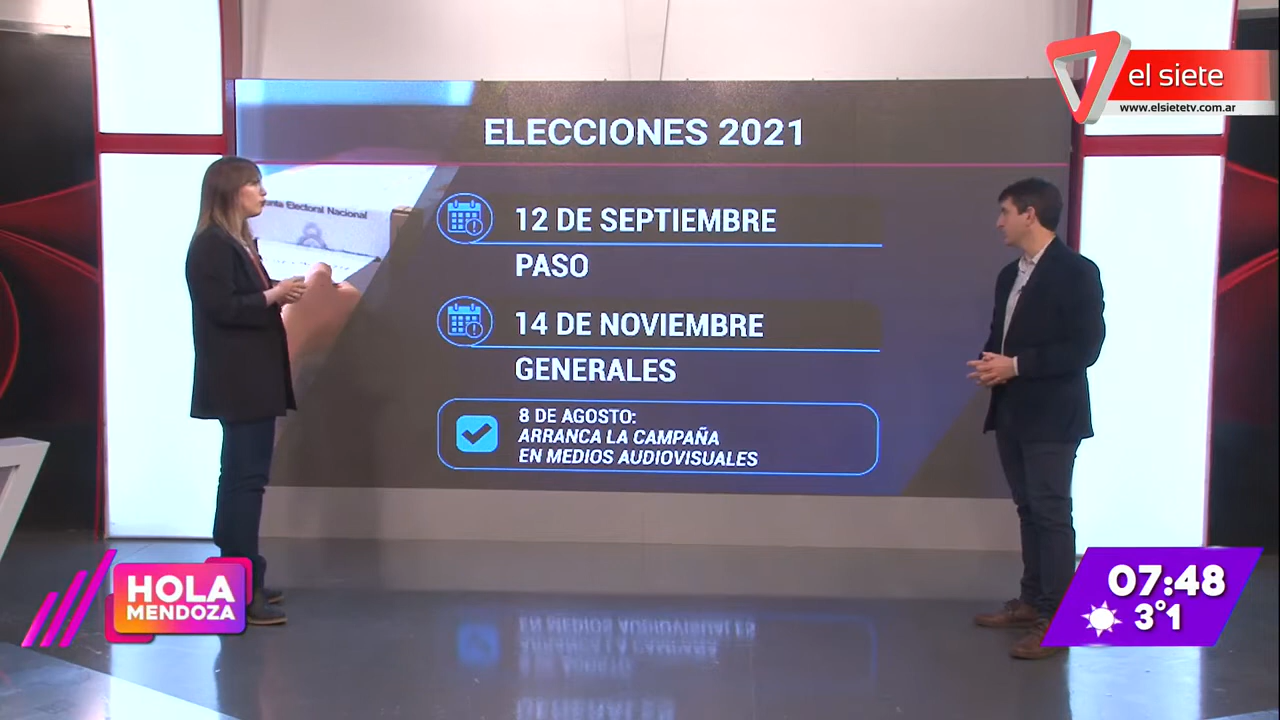 el siete
www.elsietetv.com.ar
ELECCIONES 2021
Junta Electoral Nacional
12 DE SEPTIEMBRE
PASO
14 DE NOVIEMBRE
GENERALES
8 DE AGOSTO:
ARRANCA LA CAMPAÑA
EN MEDIOS AUDIOVISUALES
HOLA
MENDOZA
07:48
3°1